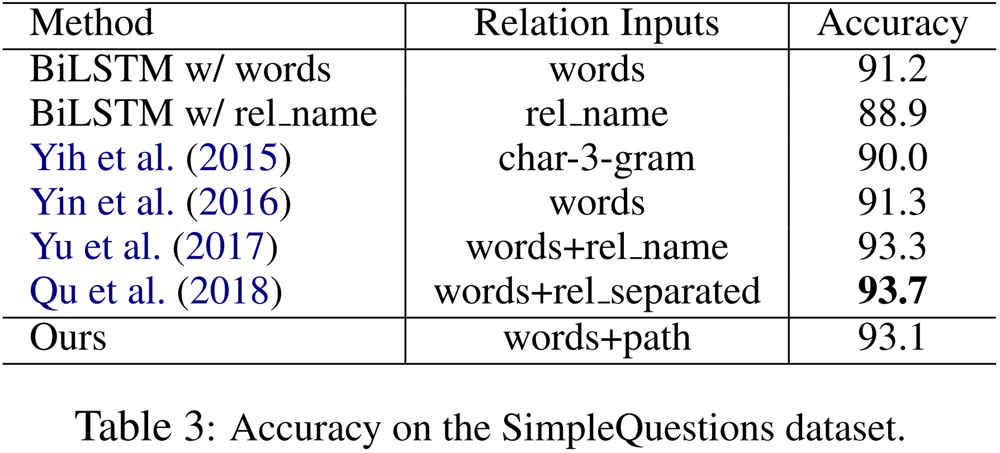 Method Relation Inputs Accuracy
BiLSTM w/ words words 91.2
BiLSTM w/ rel_name rel_name 88.9
Yih et al. (2015) char-3-gram 90.0
Yin et al. (2016) words 91.3
Yu et al. (2017) words+rel_name 93.3
Qu et al. (2018) words+rel_separated 93.7
Ours words+path 93.1
Table 3: Accuracy on the SimpleQuestions dataset.